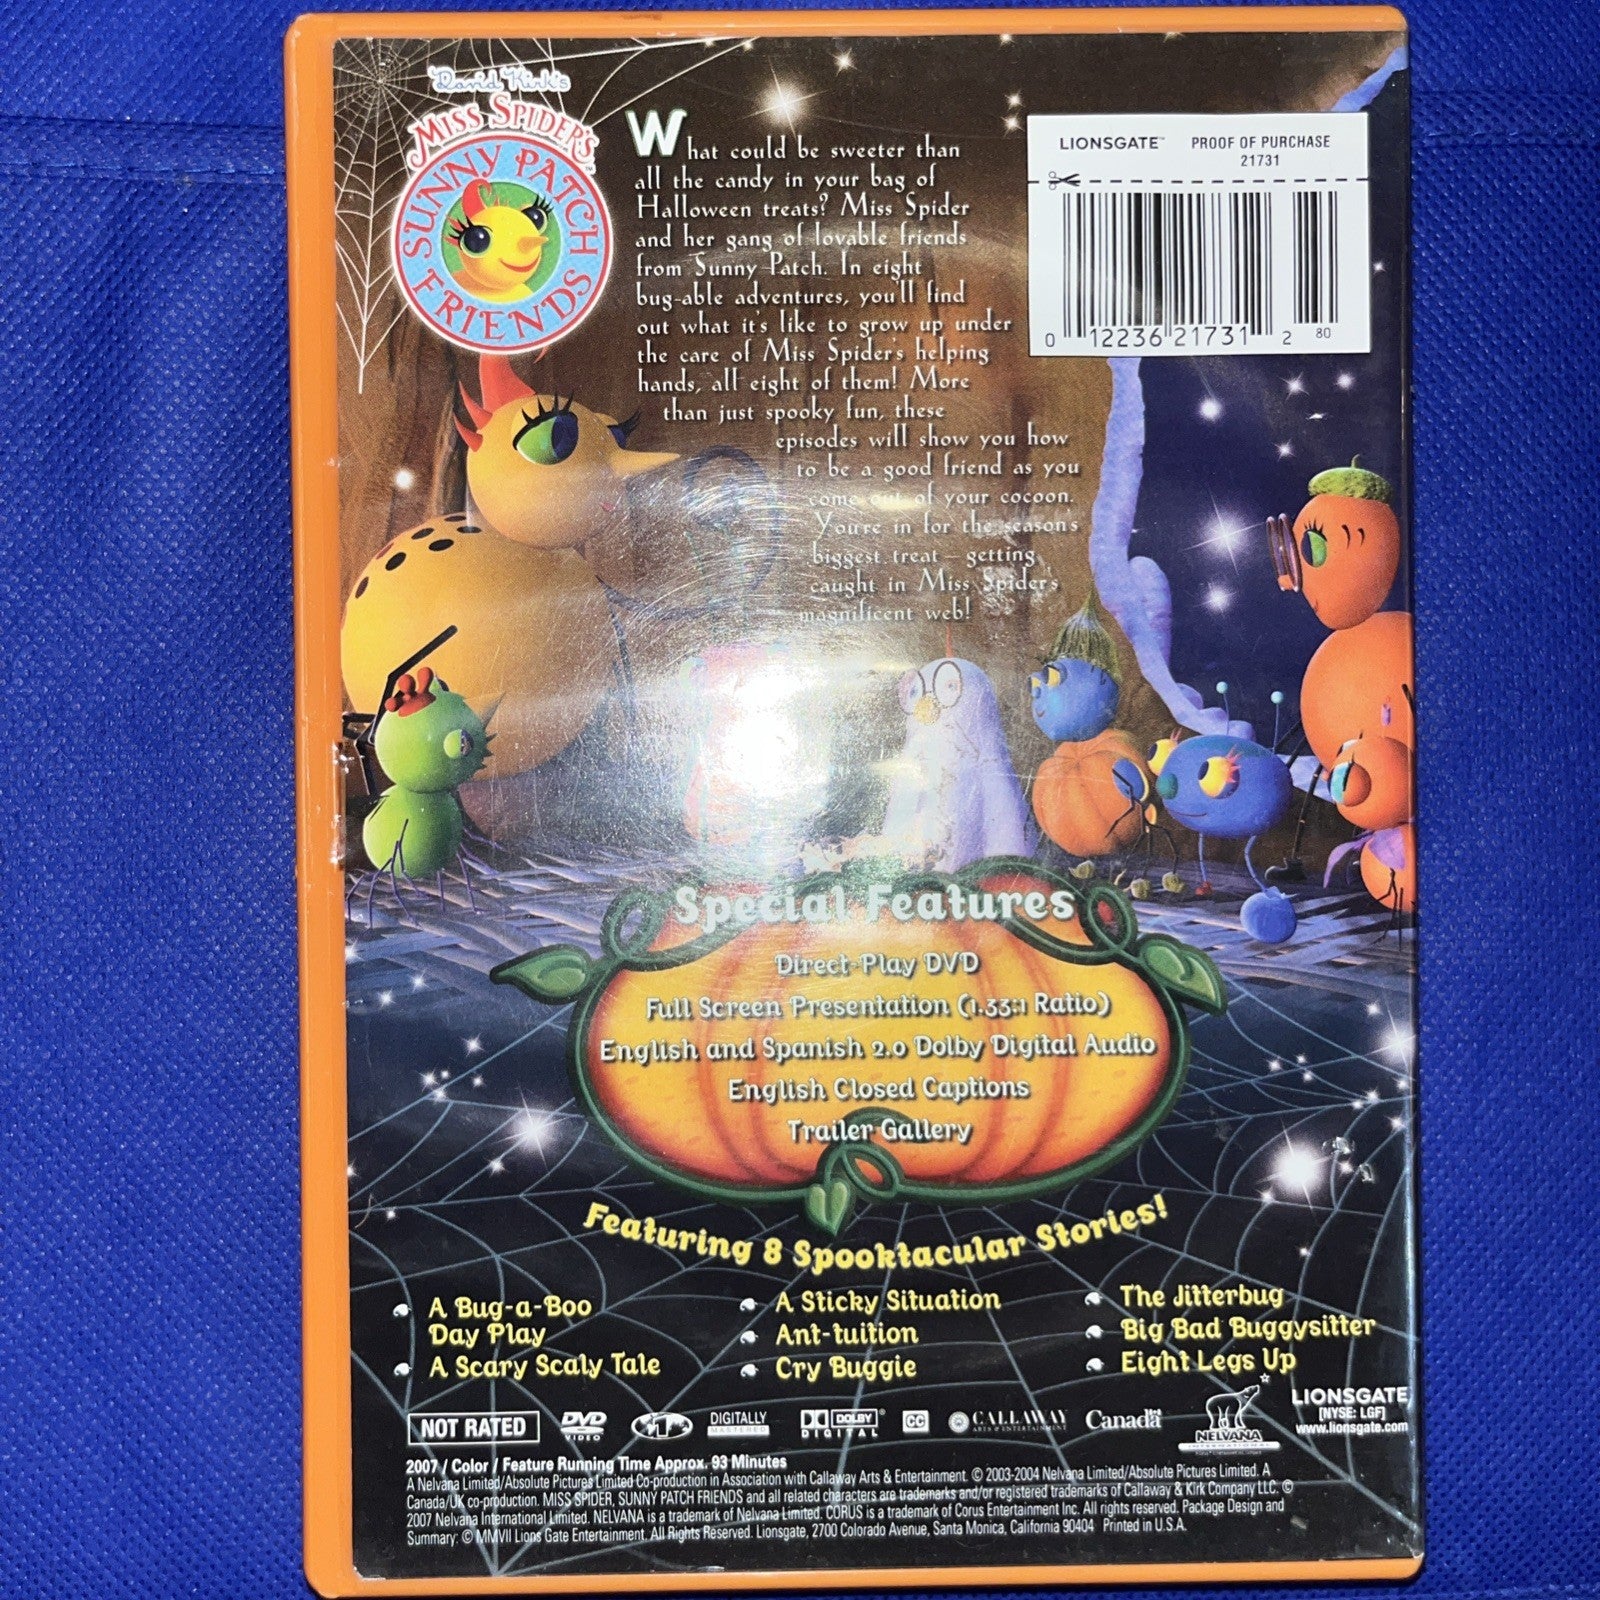 David Kirk's
MISS SPIDER'S
SUNNY PATCH
FRIENDS
What could be sweeter than
all the candy in your bag of
Halloween treats? Miss Spider
and her gang of lovable friends
from Sunny Patch. In eight
bug-able adventures, you'll find
out what it's like to grow up under
the care of Miss Spider's helping
hands, all eight of them! More
than just spooky fun, these
episodes will show you how
to be a good friend as you
come out of your cocoon.
You're in for the season's
biggest treat – getting
caught in Miss Spider's
magnificent web!
LIONSGATE™ PROOF OF PURCHASE
21731
0 12236 21731 2 80
Special Features
Direct-Play DVD
Full Screen Presentation (1.33:1 Ratio)
English and Spanish 2.0 Dolby Digital Audio
English Closed Captions
Trailer Gallery
Featuring 8 Spooktacular Stories!
A Bug-a-Boo
Day Play
A Scary Scaly Tale
A Sticky Situation
Ant-tuition
Cry Buggie
The Jitterbug
Big Bad Buggysitter
Eight Legs Up
NOT RATED
DVD
VIDEO
DIGITALLY
MASTERED
DOLBY
DIGITAL
CC
CALLAWAY
ARTS & ENTERTAINMENT
Canada
NELVANA
INTERNATIONAL
LIONSGATE
[NYSE: LGF]
www.lionsgate.com
2007 / Color / Feature Running Time Approx. 93 Minutes
A Nelvana Limited/Absolute Pictures Limited Co-production in Association with Callaway Arts & Entertainment. © 2003-2004 Nelvana Limited/Absolute Pictures Limited. A
Canada/UK co-production. MISS SPIDER, SUNNY PATCH FRIENDS and all related characters are trademarks and/or registered trademarks of Callaway & Kirk Company LLC. ©
2007 Nelvana International Limited. NELVANA is a trademark of Nelvana Limited. CORUS is a trademark of Corus Entertainment Inc. All rights reserved. Package Design and
Summary: © MMVII Lions Gate Entertainment. All Rights Reserved. Lionsgate, 2700 Colorado Avenue, Santa Monica, California 90404 Printed in U.S.A.